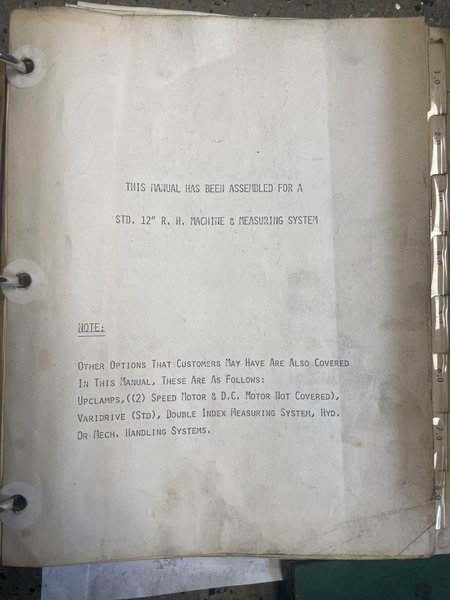 THIS MANUAL HAS BEEN ASSEMBLED FOR A
STD. 12" R. H. MACHINE & MEASURING SYSTEM
NOTE:
OTHER OPTIONS THAT CUSTOMERS MAY HAVE ARE ALSO COVERED
IN THIS MANUAL, THESE ARE AS FOLLOWS:
UPCLAMPS,((2) SPEED MOTOR & D.C. MOTOR NOT COVERED),
VARIDRIVE (STD), DOUBLE INDEX MEASURING SYSTEM, HYD.
OR MECH. HANDLING SYSTEMS.
1.0